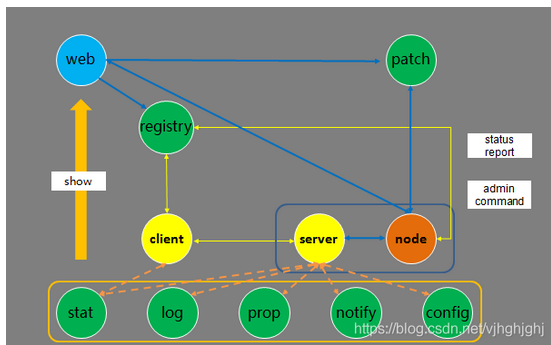 web
patch
registry
status
report
show
admin
command
client
server
node
stat
log
prop
notify
config
https://blog.csdn.net/vjhghjghj